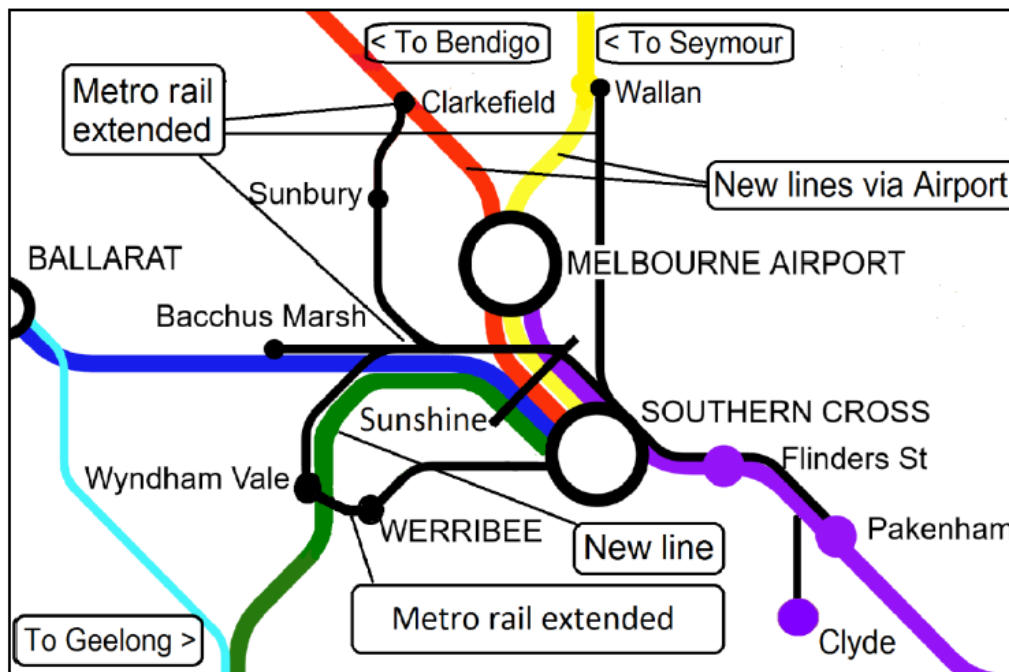 < To Bendigo
< To Seymour
Metro rail
extended
Clarkefield
Wallan
Sunbury
New lines via Airport
BALLARAT
MELBOURNE AIRPORT
Bacchus Marsh
Sunshine
SOUTHERN CROSS
Flinders St
Wyndham Vale
WERRIBEE
Pakenham
New line
Metro rail extended
To Geelong >
Clyde